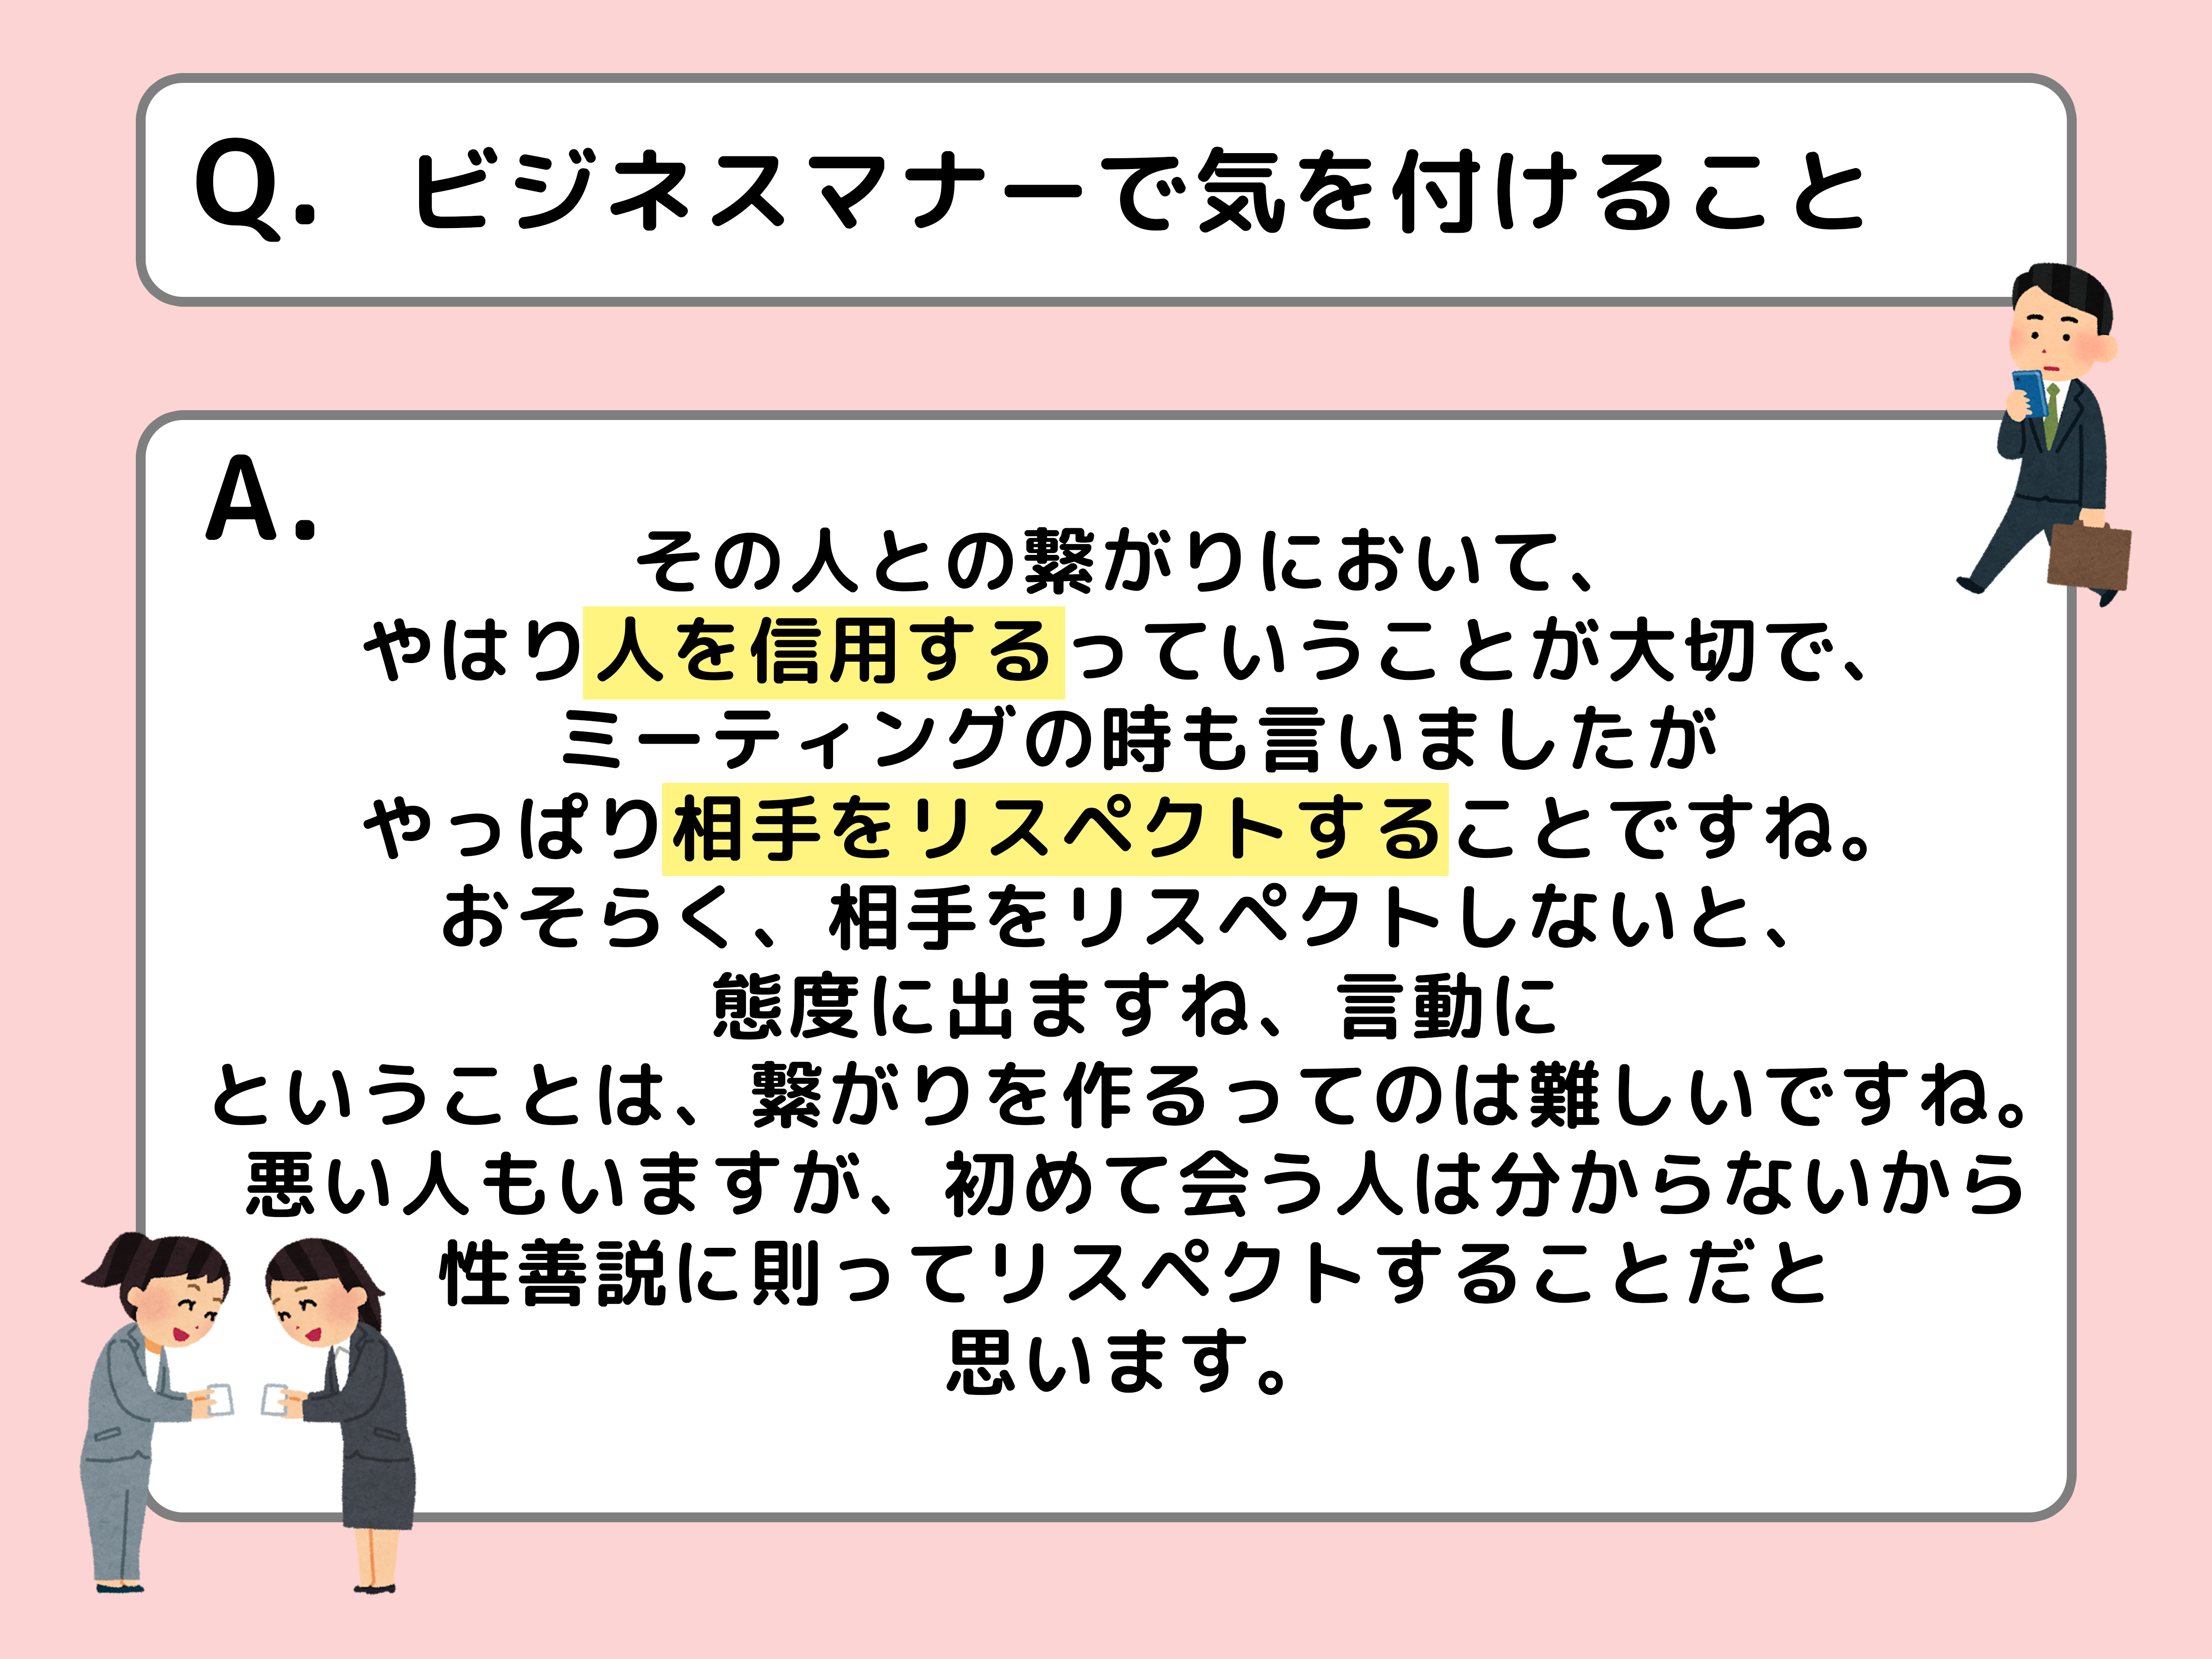 Q. ビジネスマナーで気を付けること
A.
その人との繋がりにおいて、
やはり人を信用するっていうことが大切で、
ミーティングの時も言いましたが
やっぱり相手をリスペクトすることですね。
おそらく、相手をリスペクトしないと、
態度に出ますね、言動に
ということは、繋がりを作るってのは難しいですね。
悪い人もいますが、初めて会う人は分からないから
性善説に則ってリスペクトすることだと
思います。